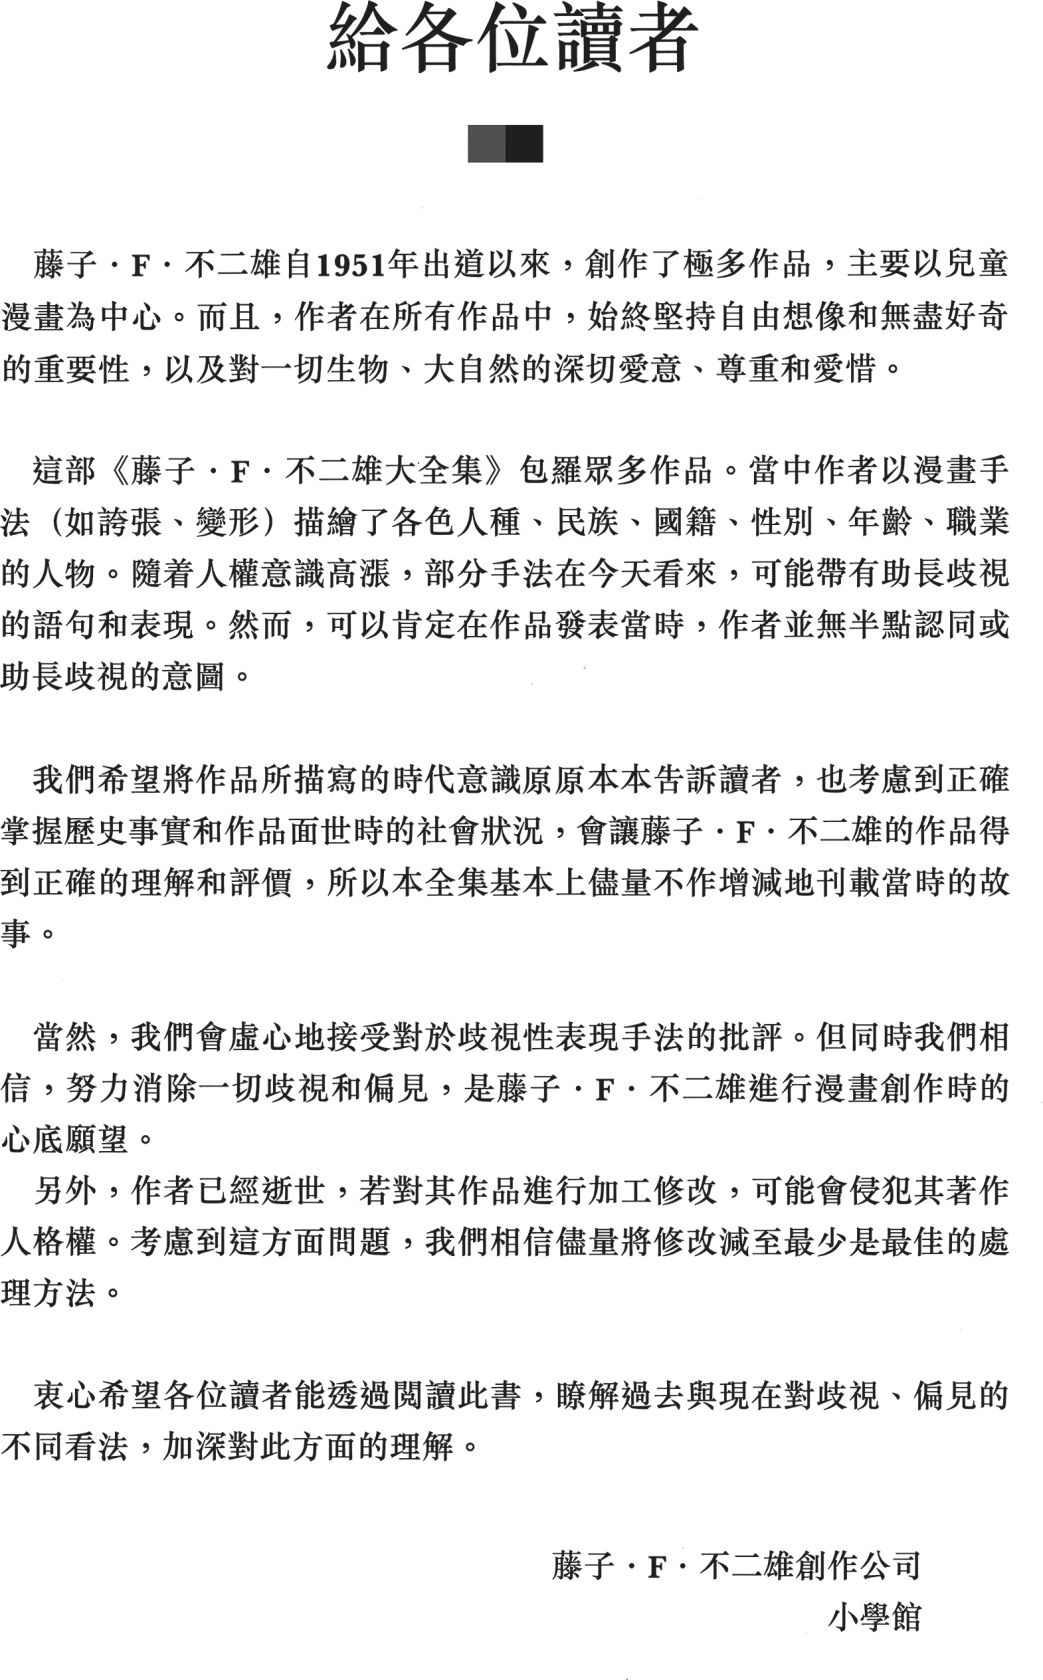 給各位讀者
藤子・F・不二雄自1951年出道以來，創作了極多作品，主要以兒童
漫畫為中心。而且，作者在所有作品中，始終堅持自由想像和無盡好奇
的重要性，以及對一切生物、大自然的深切愛意、尊重和愛惜。
這部《藤子・F・不二雄大全集》包羅眾多作品。當中作者以漫畫手
法（如誇張、變形）描繪了各色人種、民族、國籍、性別、年齡、職業
的人物。隨着人權意識高漲，部分手法在今天看來，可能帶有助長歧視
的語句和表現。然而，可以肯定在作品發表當時，作者並無半點認同或
助長歧視的意圖。
我們希望將作品所描寫的時代意識原原本本告訴讀者，也考慮到正確
掌握歷史事實和作品面世時的社會狀況，會讓藤子・F・不二雄的作品得
到正確的理解和評價，所以本全集基本上儘量不作增減地刊載當時的故
事。
當然，我們會虛心地接受對於歧視性表現手法的批評。但同時我們相
信，努力消除一切歧視和偏見，是藤子・F・不二雄進行漫畫創作時的
心底願望。
另外，作者已經逝世，若對其作品進行加工修改，可能會侵犯其著作
人格權。考慮到這方面問題，我們相信儘量將修改減至最少是最佳的處
理方法。
衷心希望各位讀者能透過閱讀此書，瞭解過去與現在對歧視、偏見的
不同看法，加深對此方面的理解。
藤子・F・不二雄創作公司
小學館